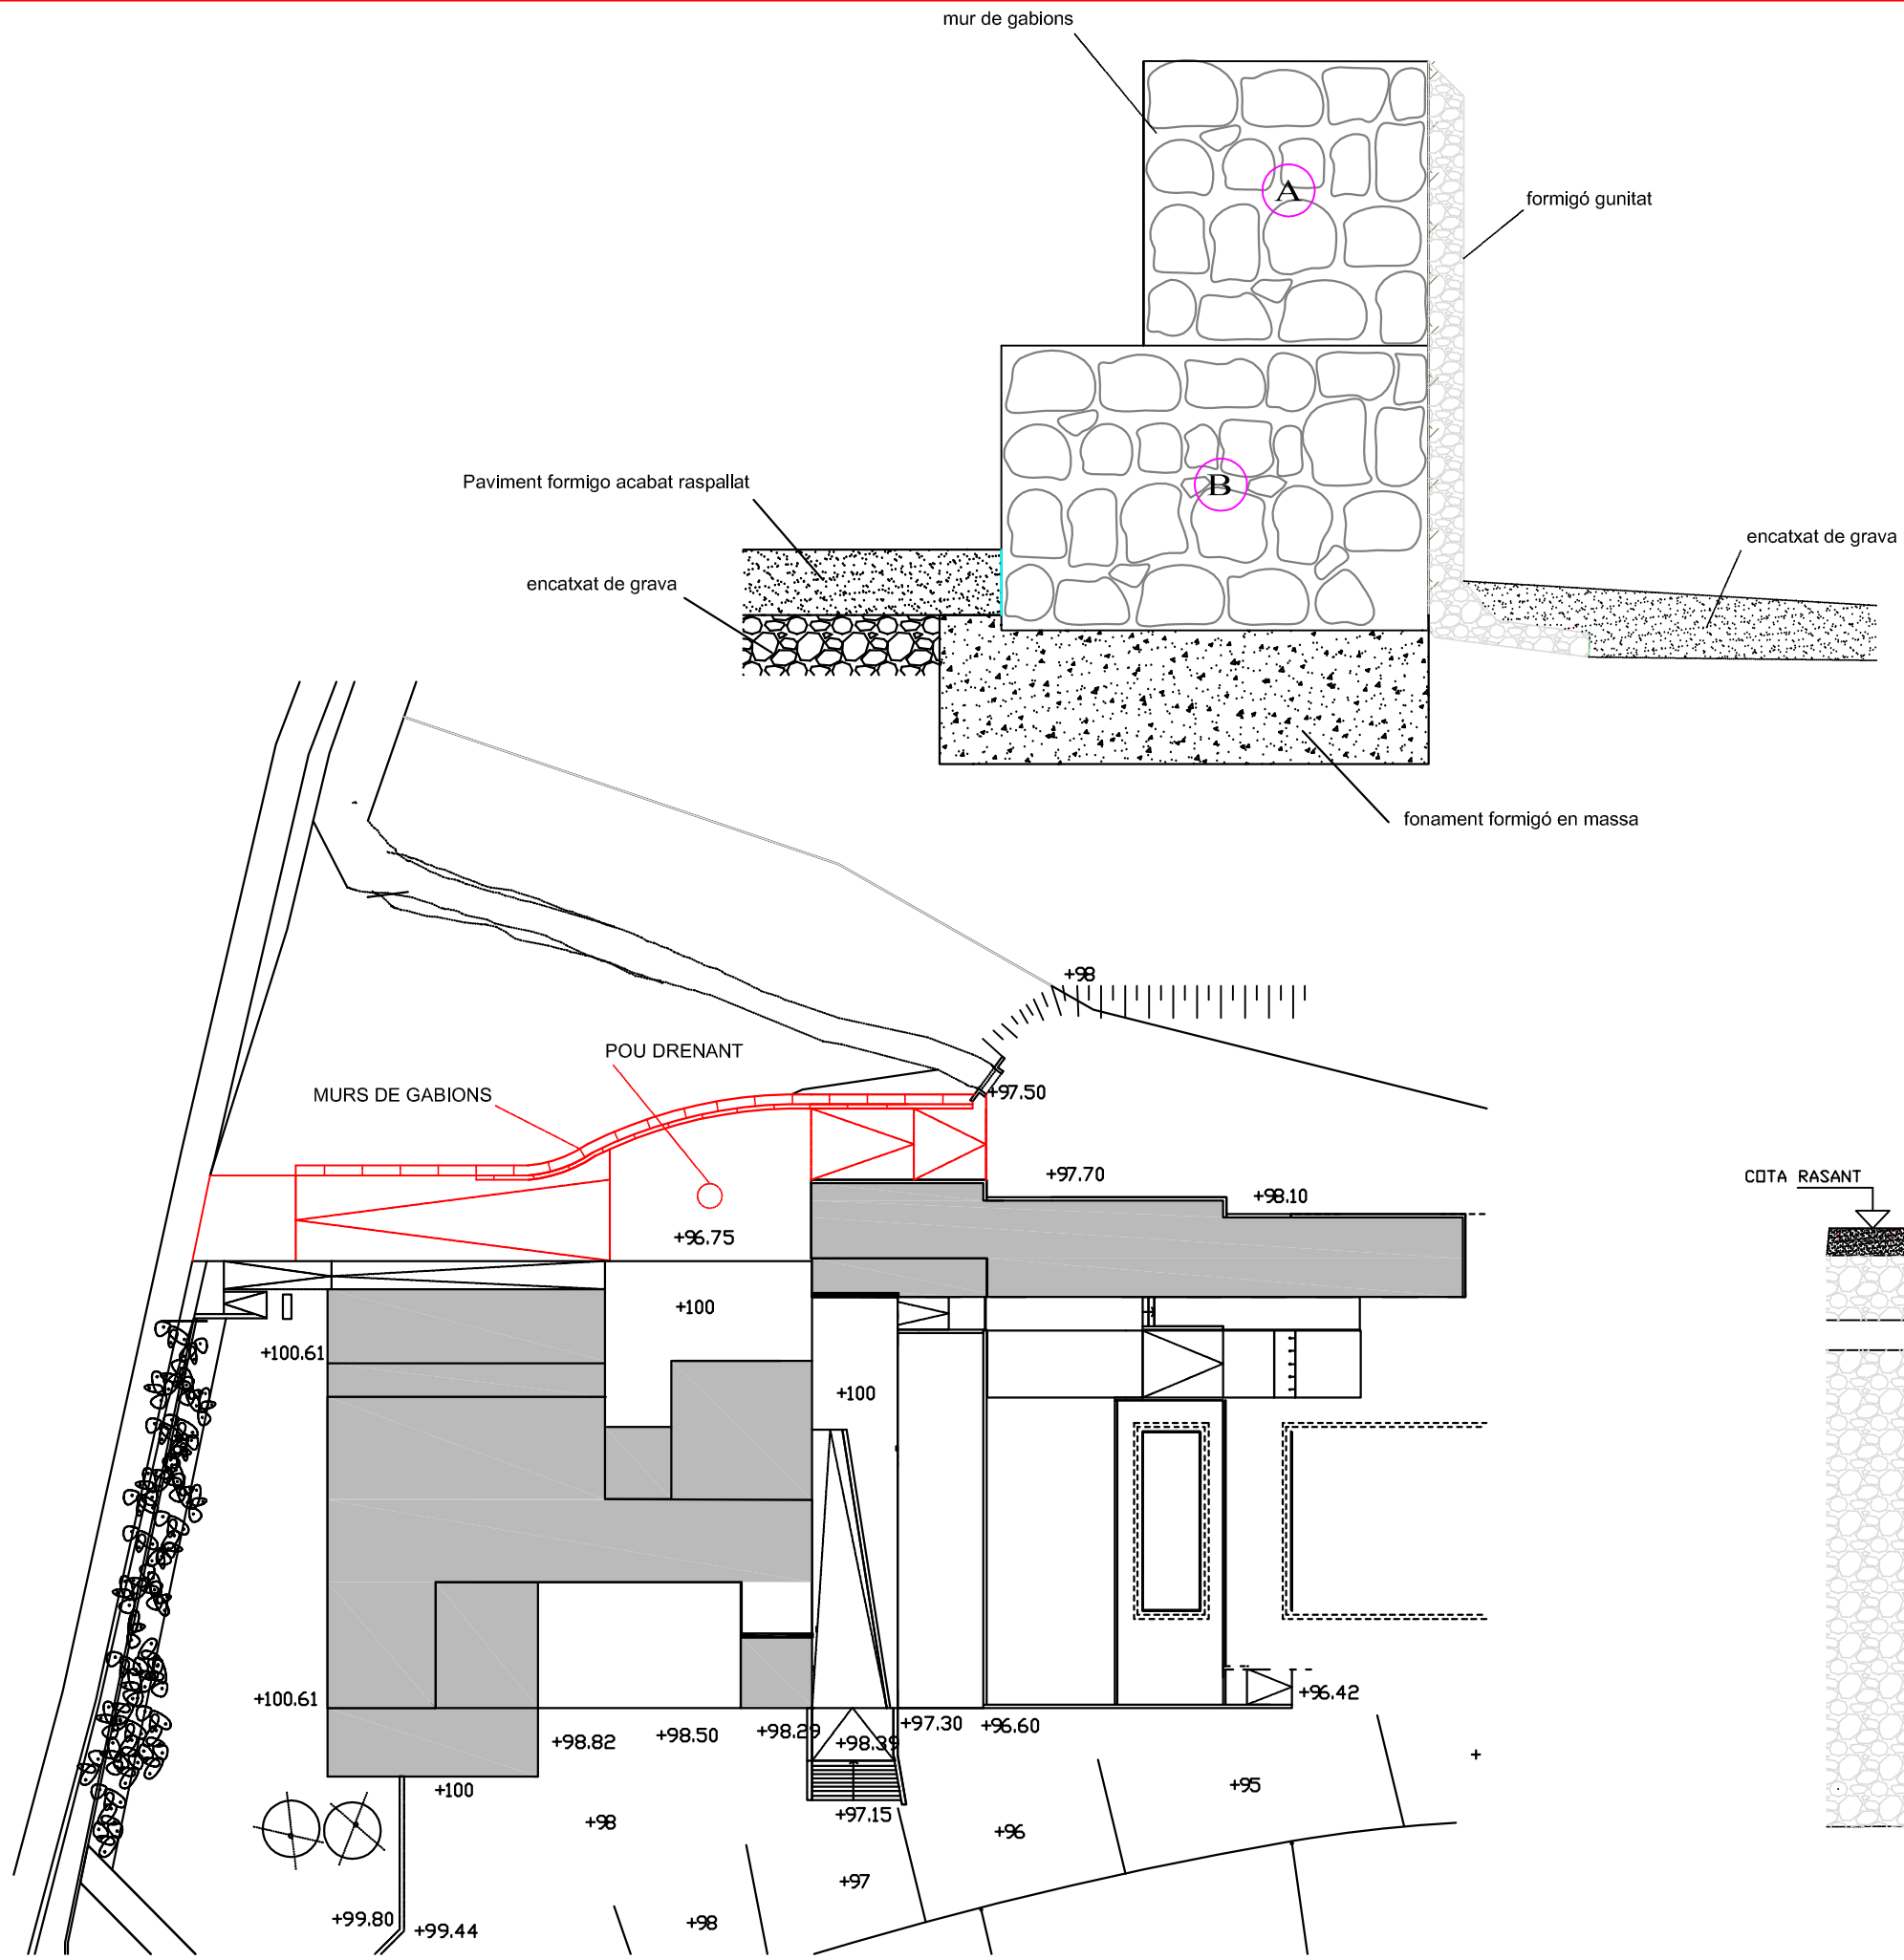 mur de gabions
A
formigó gunitat
B
Paviment formigo acabat raspallat
encatxat de grava
encatxat de grava
fonament formigó en massa
+98
POU DRENANT
MURS DE GABIONS
+97.50
+97.70
COTA RASANT
+98.10
+96.75
+100
+100.61
+100
+100.61
+96.42
+98.82
+98.50
+98.29
+98.39
+97.30
+96.60
+
+100
+95
+98
+97.15
+96
+97
+99.80
+99.44
+98